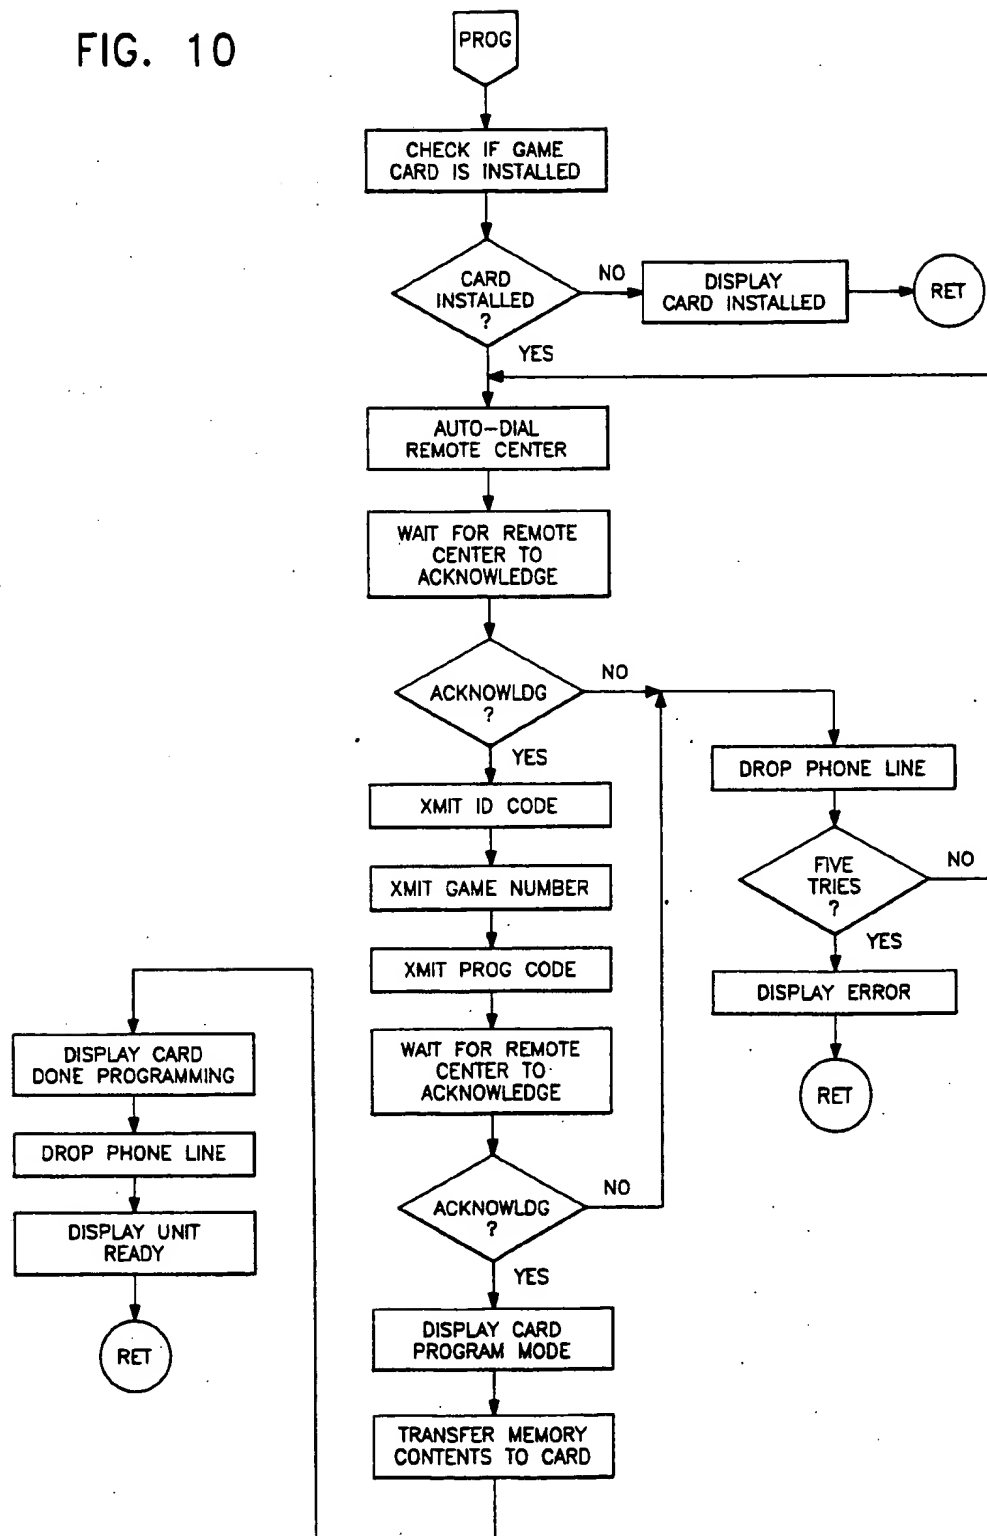 FIG. 10
PROG
CHECK IF GAME
CARD IS INSTALLED
CARD
INSTALLED
?
NO
DISPLAY
CARD INSTALLED
RET
YES
AUTO-DIAL
REMOTE CENTER
WAIT FOR REMOTE
CENTER TO
ACKNOWLEDGE
ACKNOWLDG
?
NO
YES
DROP PHONE LINE
XMIT ID CODE
FIVE
TRIES
?
NO
YES
XMIT GAME NUMBER
XMIT PROG CODE
DISPLAY ERROR
RET
WAIT FOR REMOTE
CENTER TO
ACKNOWLEDGE
ACKNOWLDG
?
NO
YES
DISPLAY CARD
PROGRAM MODE
TRANSFER MEMORY
CONTENTS TO CARD
DISPLAY CARD
DONE PROGRAMMING
DROP PHONE LINE
DISPLAY UNIT
READY
RET